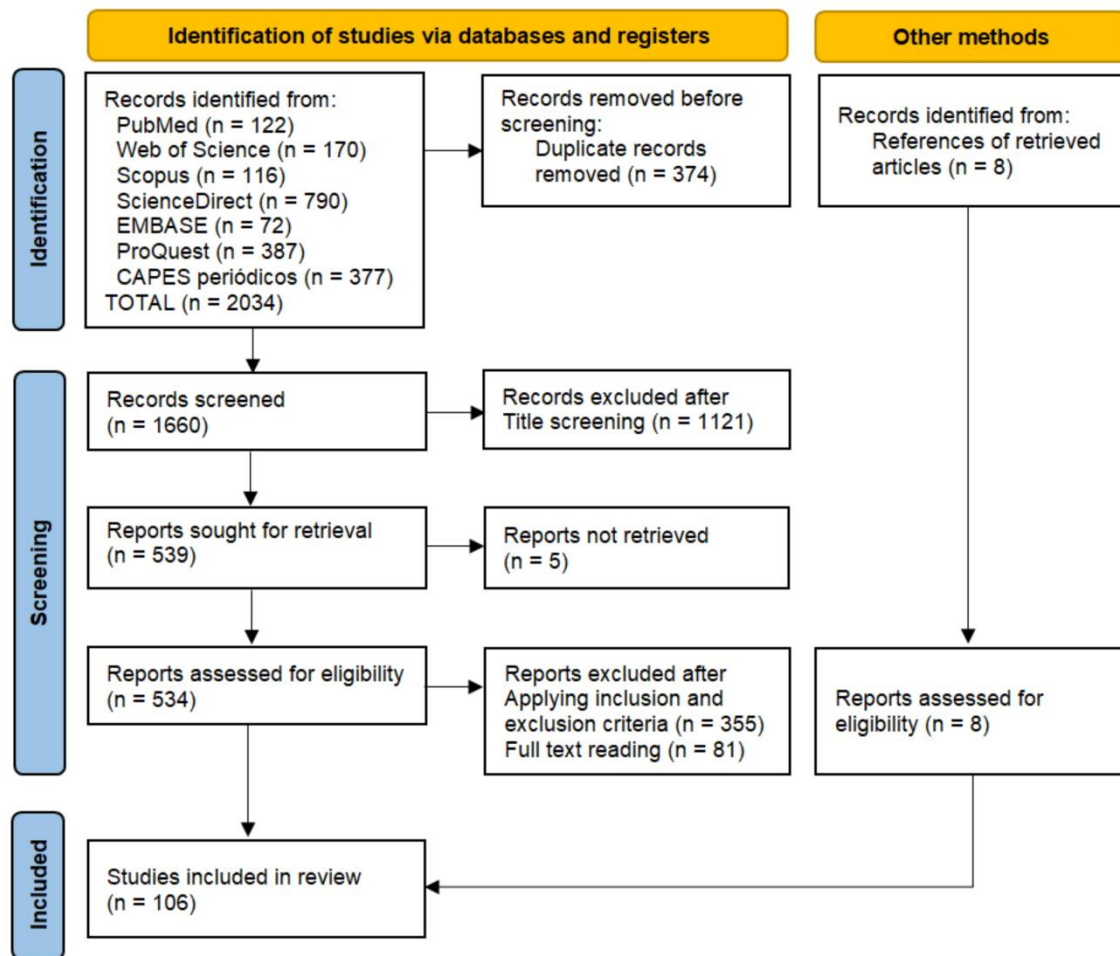 Identification of studies via databases and registers
Other methods
Identification
Records identified from:
PubMed (n = 122)
Web of Science (n = 170)
Scopus (n = 116)
ScienceDirect (n = 790)
EMBASE (n = 72)
ProQuest (n = 387)
CAPES periódicos (n = 377)
TOTAL (n = 2034)
Records removed before
screening:
Duplicate records
removed (n = 374)
Records identified from:
References of retrieved
articles (n = 8)
Screening
Records screened
(n = 1660)
Records excluded after
Title screening (n = 1121)
Reports sought for retrieval
(n = 539)
Reports not retrieved
(n = 5)
Reports assessed for eligibility
(n = 534)
Reports excluded after
Applying inclusion and
exclusion criteria (n = 355)
Full text reading (n = 81)
Reports assessed for
eligibility (n = 8)
Included
Studies included in review
(n = 106)